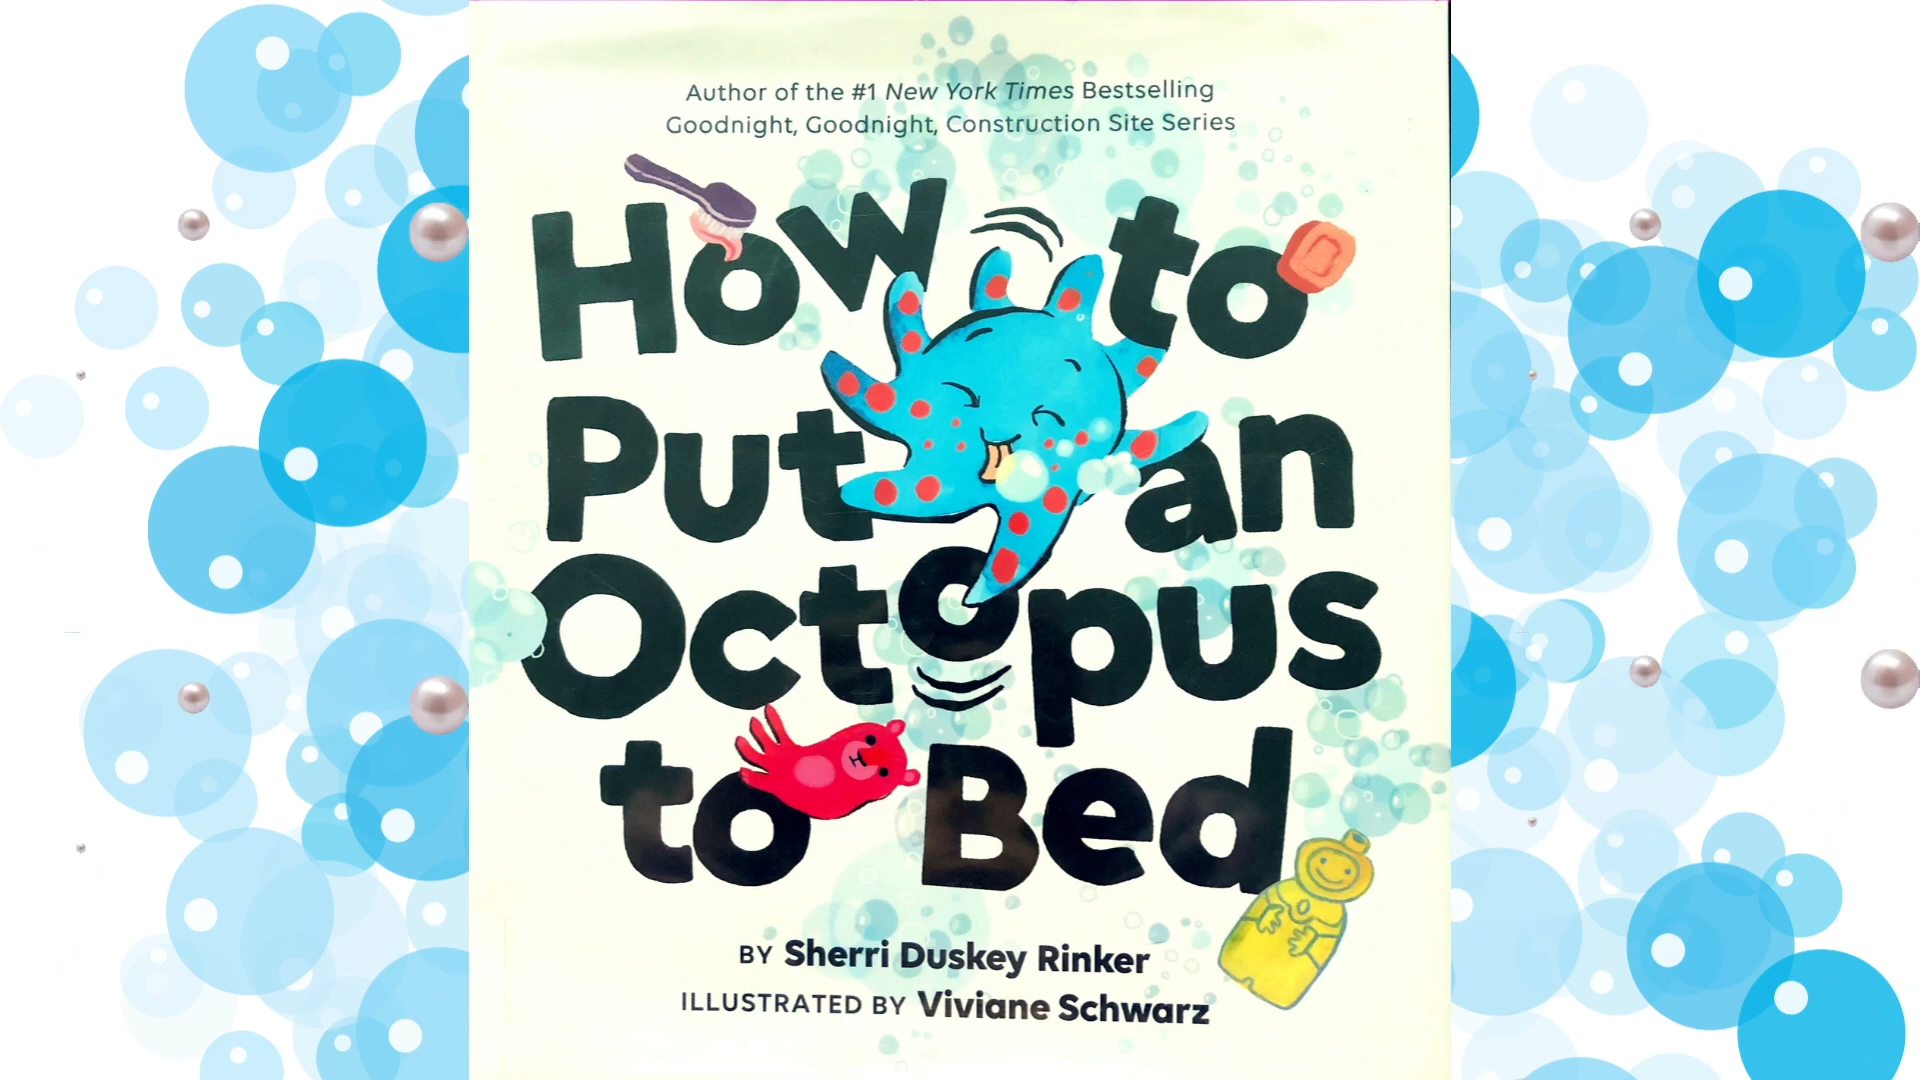 Author of the #1 New York Times Bestselling
Goodnight, Goodnight, Construction Site Series
How to
Put an
Octopus
to Bed
BY Sherri Duskey Rinker
ILLUSTRATED BY Viviane Schwarz